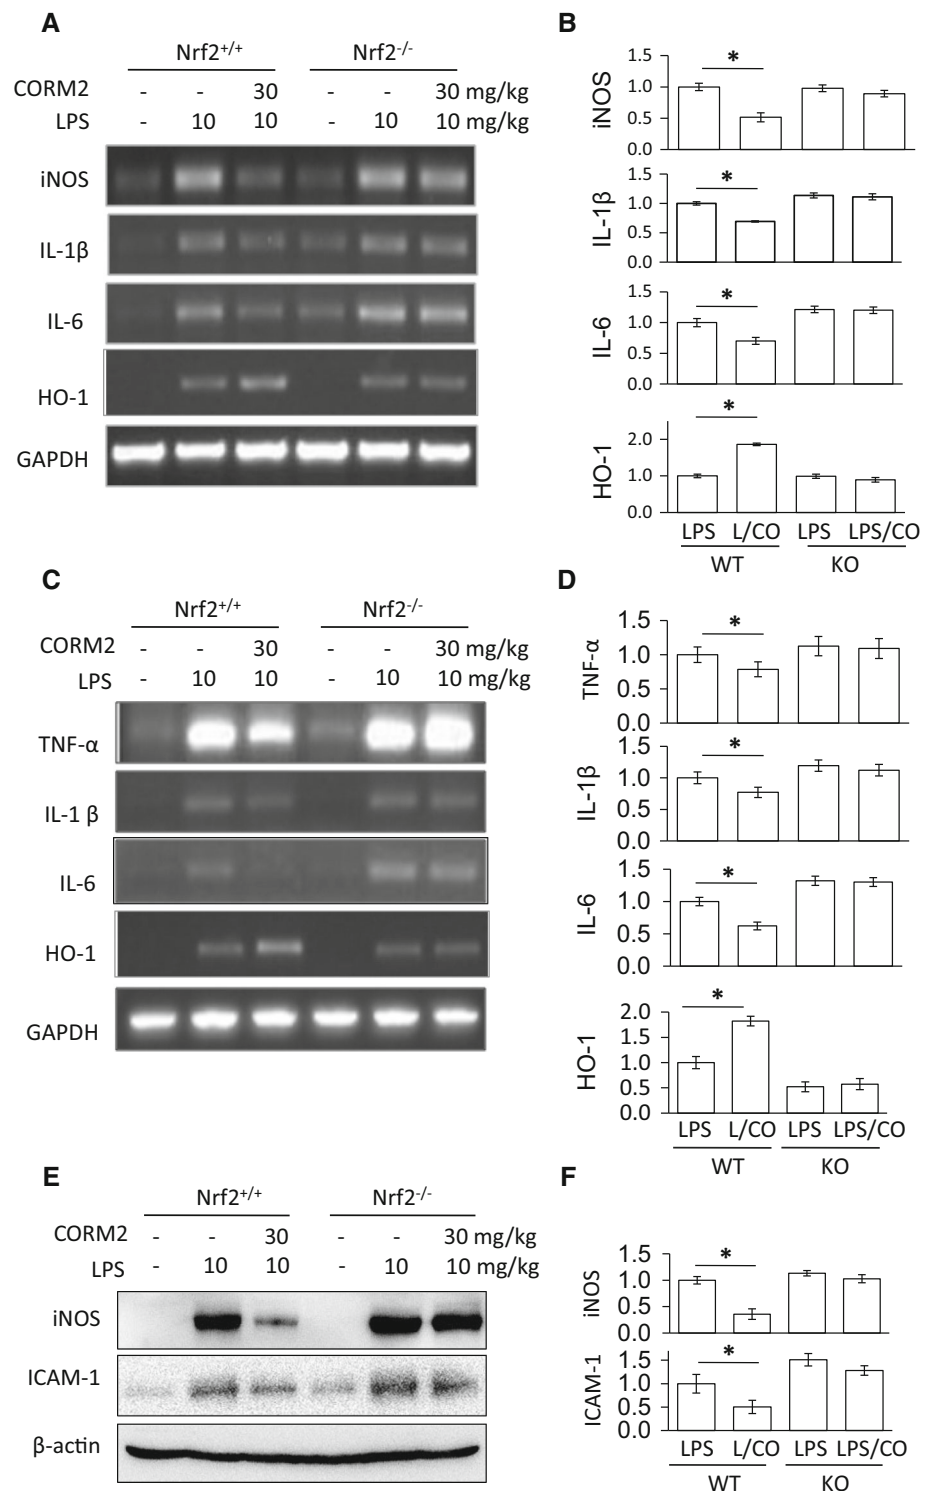 A
Nrf2+/+ Nrf2-/-
CORM2 - - 30 - - 30 mg/kg
LPS - 10 10 - 10 10 mg/kg
iNOS
IL-1β
IL-6
HO-1
GAPDH
B
iNOS
1.5
1.0
0.5
0.0
*
IL-1β
1.5
1.0
0.5
0.0
*
IL-6
1.5
1.0
0.5
0.0
*
HO-1
2.0
1.0
0.0
*
LPS L/CO LPS LPS/CO
WT KO
C
Nrf2+/+ Nrf2-/-
CORM2 - - 30 - - 30 mg/kg
LPS - 10 10 - 10 10 mg/kg
TNF-α
IL-1 β
IL-6
HO-1
GAPDH
D
TNF-α
1.5
1.0
0.5
0.0
*
IL-1β
1.5
1.0
0.5
0.0
*
IL-6
1.5
1.0
0.5
0.0
*
HO-1
2.0
1.5
1.0
0.5
0.0
*
LPS L/CO LPS LPS/CO
WT KO
E
Nrf2+/+ Nrf2-/-
CORM2 - - 30 - - 30 mg/kg
LPS - 10 10 - 10 10 mg/kg
iNOS
ICAM-1
β-actin
F
iNOS
1.5
1.0
0.5
0.0
*
ICAM-1
1.5
1.0
0.5
0.0
*
LPS L/CO LPS LPS/CO
WT KO